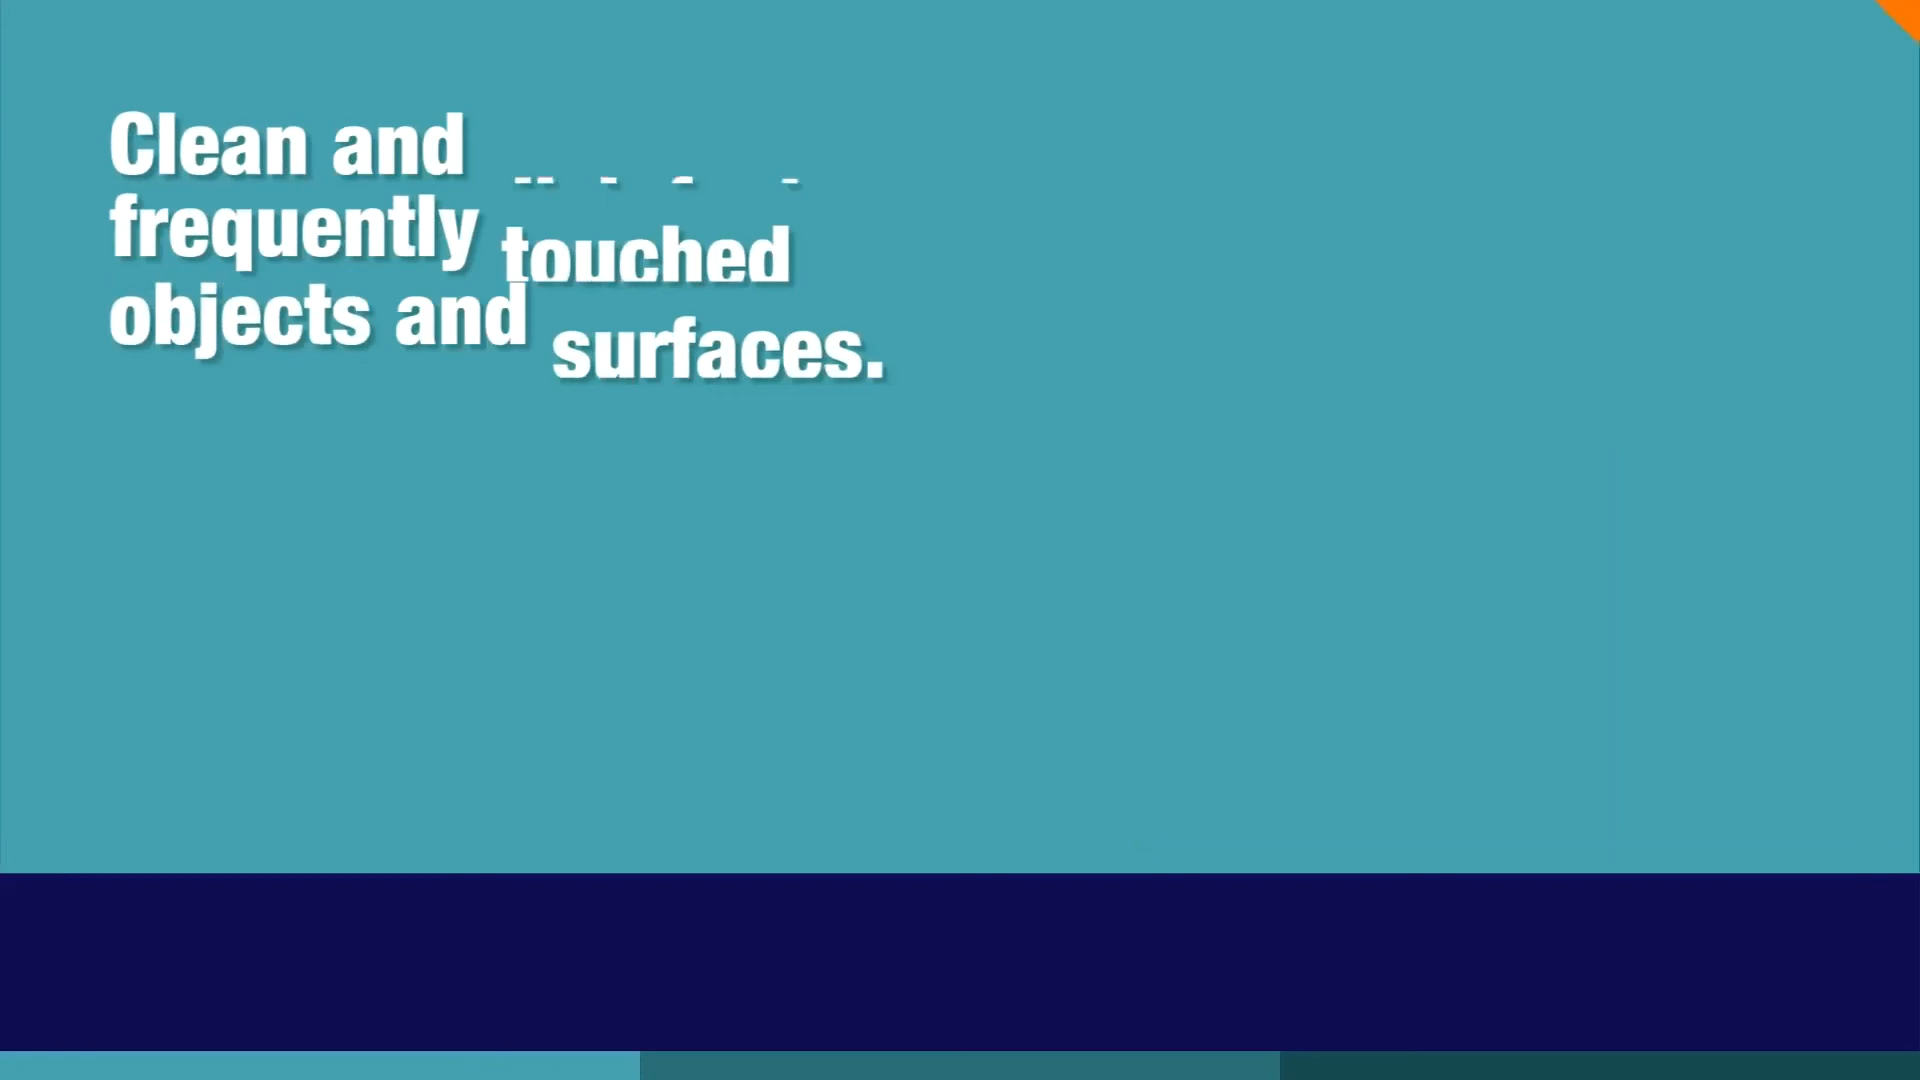 Clean and
frequently touched
objects and surfaces.